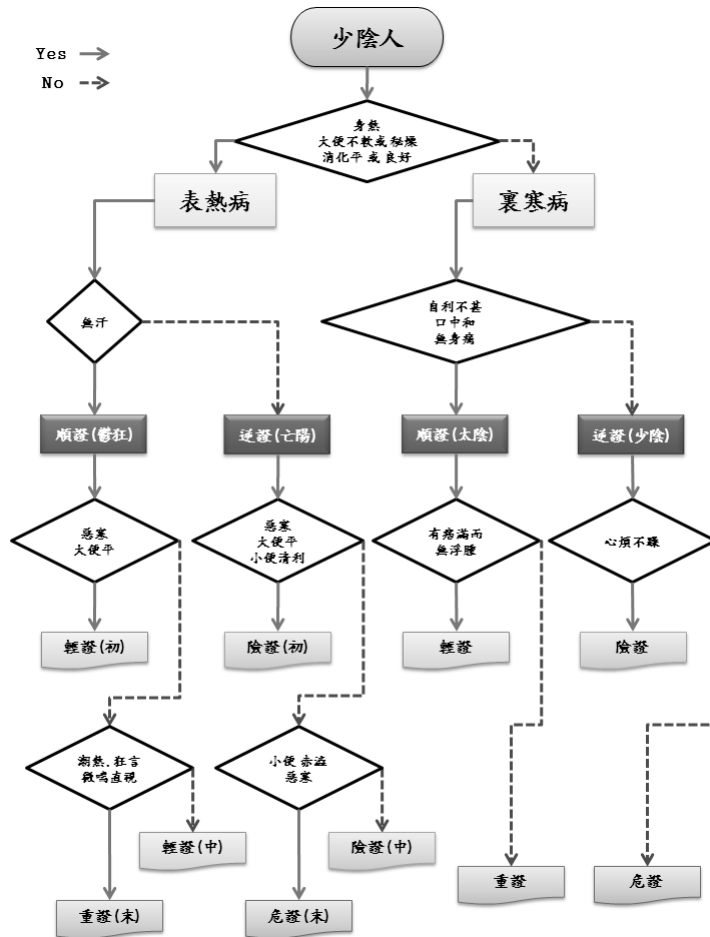 少陰人
Yes
No
身熱
大便不軟或秘燥
消化平 或 良好
表熱病
裏寒病
無汗
自利不甚
口中和
無身病
順證(鬱狂)
逆證(亡陽)
順證(太陰)
逆證(少陰)
惡寒
大便平
惡寒
大便平
小便清利
有痞滿而
無浮腫
心煩不躁
輕證(初)
險證(初)
輕證
險證
潮熱.狂言
微喘直視
小便 赤澁
惡寒
輕證(中)
險證(中)
重證
危證
重證(末)
危證(末)